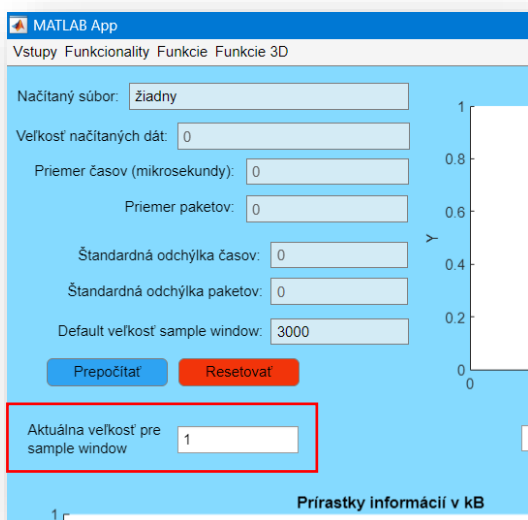 MATLAB App
Vstupy Funkcionality Funkcie Funkcie 3D
Načítaný súbor: žiadny
Veľkosť načítaných dát: 0
Priemer časov (mikrosekundy): 0
Priemer paketov: 0
Štandardná odchýlka časov: 0
Štandardná odchýlka paketov: 0
Default veľkosť sample window: 3000
Prepočítať Resetovať
1
0.8
0.6
Y
0.4
0.2
0
0
Aktuálna veľkosť pre
sample window
1
Prírastky informácií v kB
1